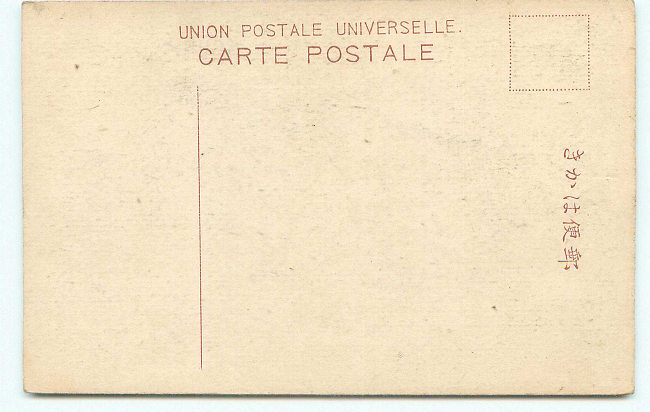 UNION POSTALE UNIVERSELLE.
CARTE POSTALE
きかは便郵